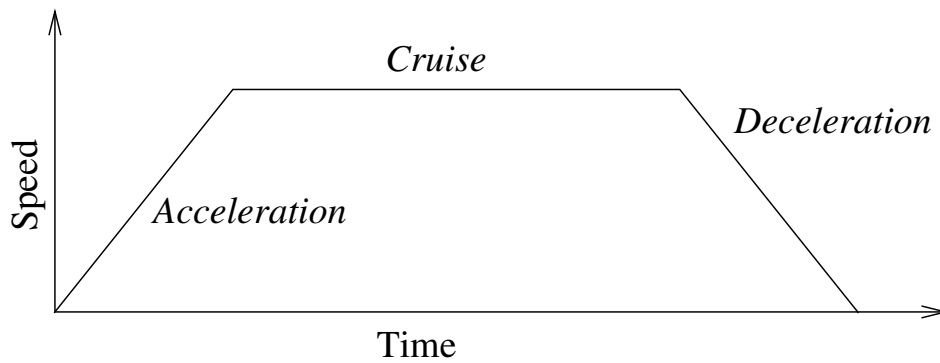 Cruise
Deceleration
Speed
Acceleration
Time